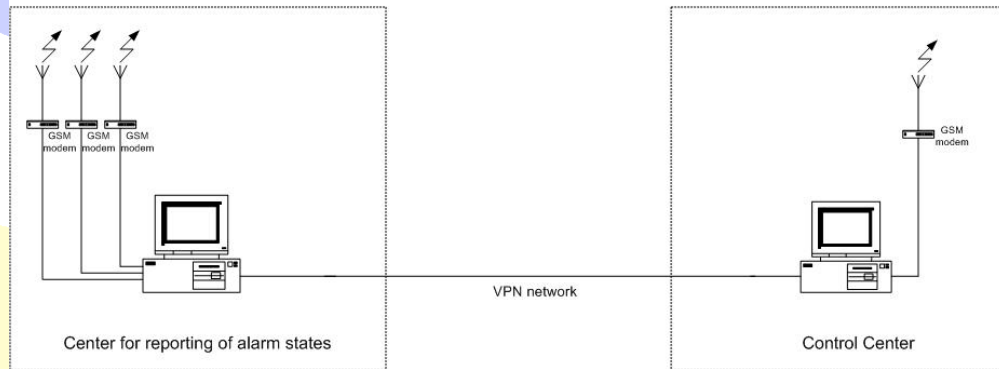 GSM
modem
GSM
modem
GSM
modem
GSM
modem
VPN network
Center for reporting of alarm states
Control Center